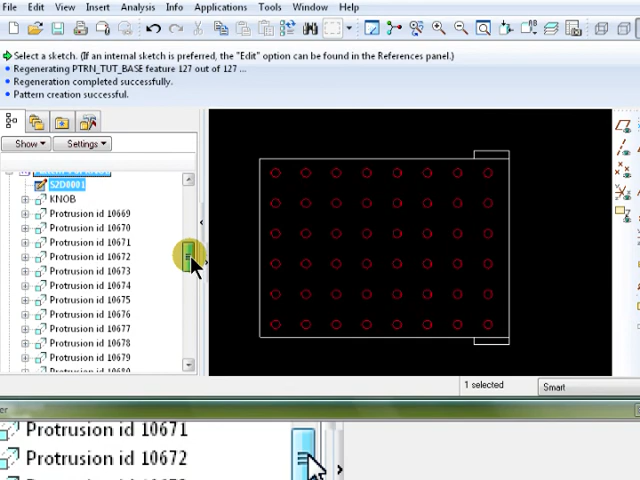 File Edit View Insert Analysis Info Applications Tools Window Help
Select a sketch. (If an internal sketch is preferred, the "Edit" option can be found in the References panel.)
Regenerating PTRN_TUT_BASE feature 127 out of 127 ...
Regeneration completed successfully.
Pattern creation successful.
Show Settings
S2D0001
KNOB
Protrusion id 10669
Protrusion id 10670
Protrusion id 10671
Protrusion id 10672
Protrusion id 10673
Protrusion id 10674
Protrusion id 10675
Protrusion id 10676
Protrusion id 10677
Protrusion id 10678
Protrusion id 10679
Protrusion id 10680
1 selected Smart
er
Protrusion id 10671
Protrusion id 10672